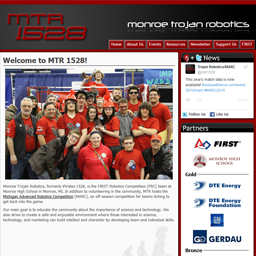 MTR 1528
monroe trojan robotics
Home About Events Resources Newsletter Support Us FIRST
Welcome to MTR 1528!
Monroe Trojan Robotics, formerly iPirates 1528, is the FIRST Robotics Competition (FRC) team at
Monroe High School in Monroe, MI. In addition to volunteering in the community, MTR hosts the
Michigan Advanced Robotics Competition (MARC), an off-season competition for teams itching to
get back into the game.
Our main goal is to educate the community about the importance of science and technology. We
also strive to create a safe and enjoyable environment where those interested in science,
technology, and marketing can build intellect and character by developing team and individual skills.
+ News
Trojan Robotics/MARC
This year's match data is now
available!
Follow us on Twitter
Partners
FIRST
MONROE HIGH SCHOOL
Gold
DTE Energy
DTE Energy Foundation
GM
GERDAU
Bronze